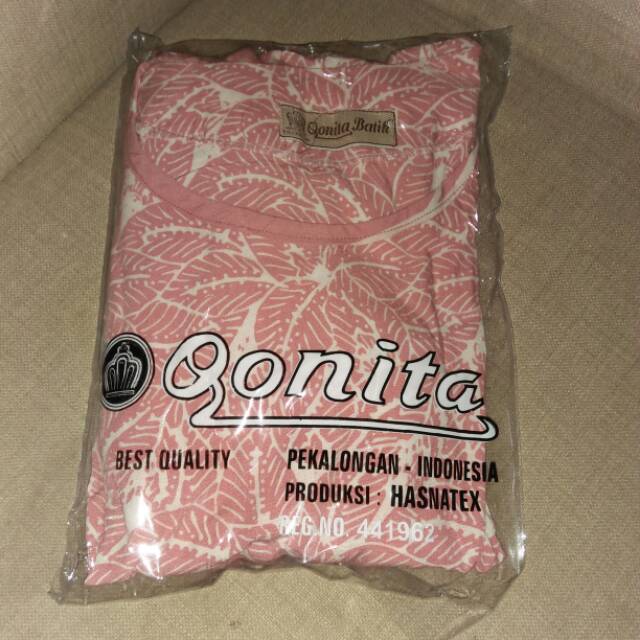 Qonita Batik
Qonita
BEST QUALITY
PEKALONGAN - INDONESIA
PRODUKSI : HASNATEX
REG.NO. 441962